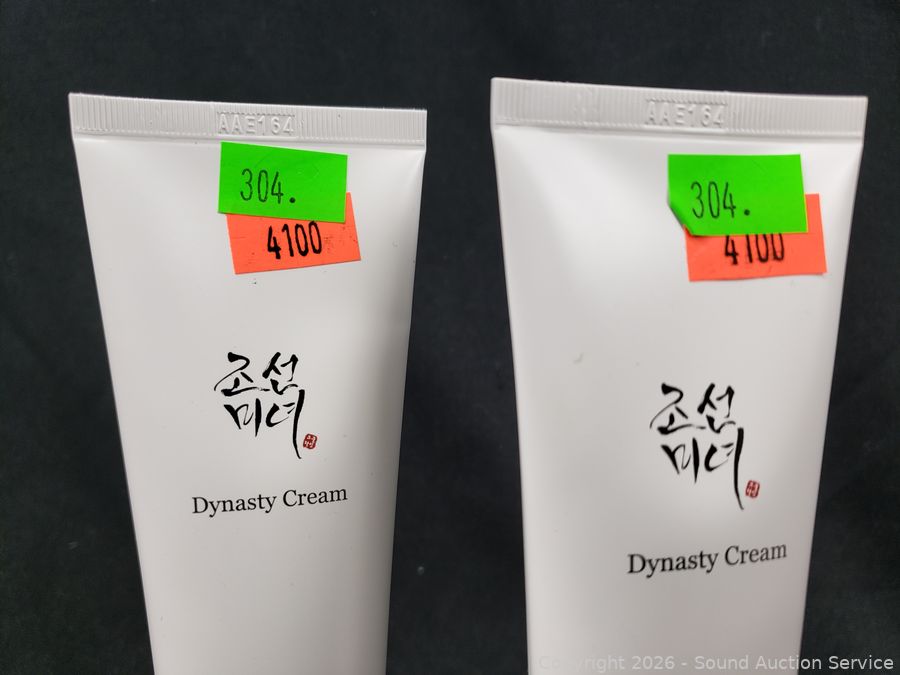 AAE164
304.
4100
조선
미녀
Dynasty Cream
AAE164
304.
4100
조선
미녀
Dynasty Cream
Copyright 2026 - Sound Auction Service